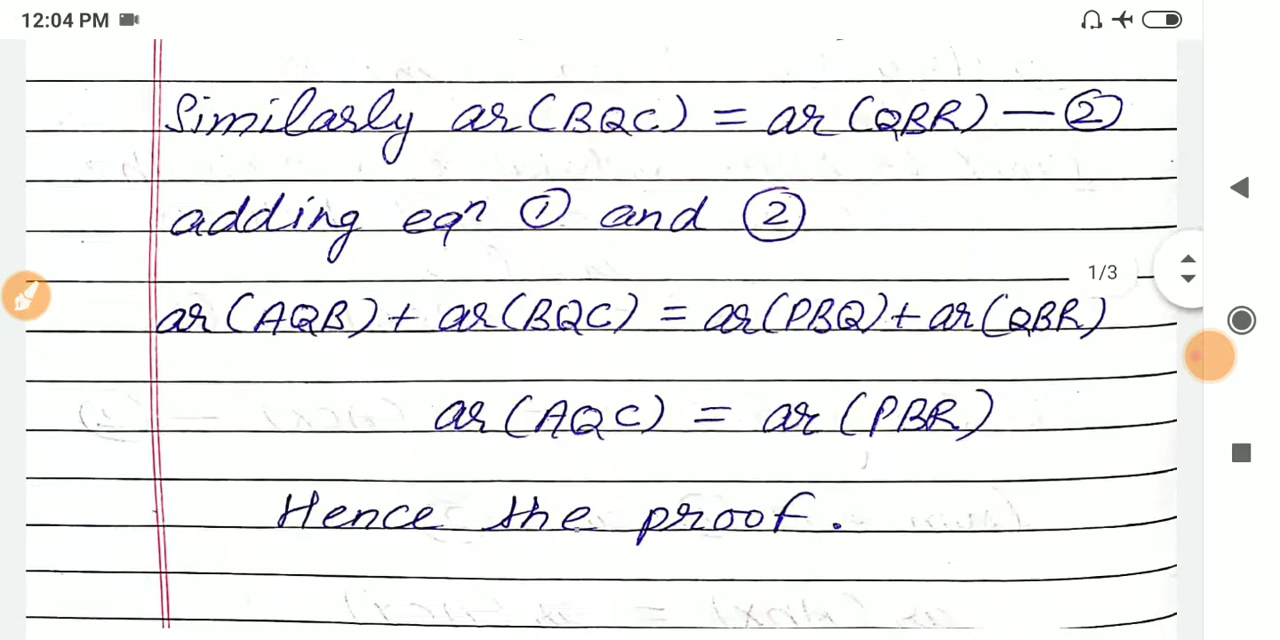 12:04 PM
Similarly ar(BQC) = ar(QBR) — ②
adding eqn ① and ②
1/3
ar(AQB) + ar(BQC) = ar(PBQ) + ar(QBR)
ar(AQC) = ar(PBR)
Hence the proof.